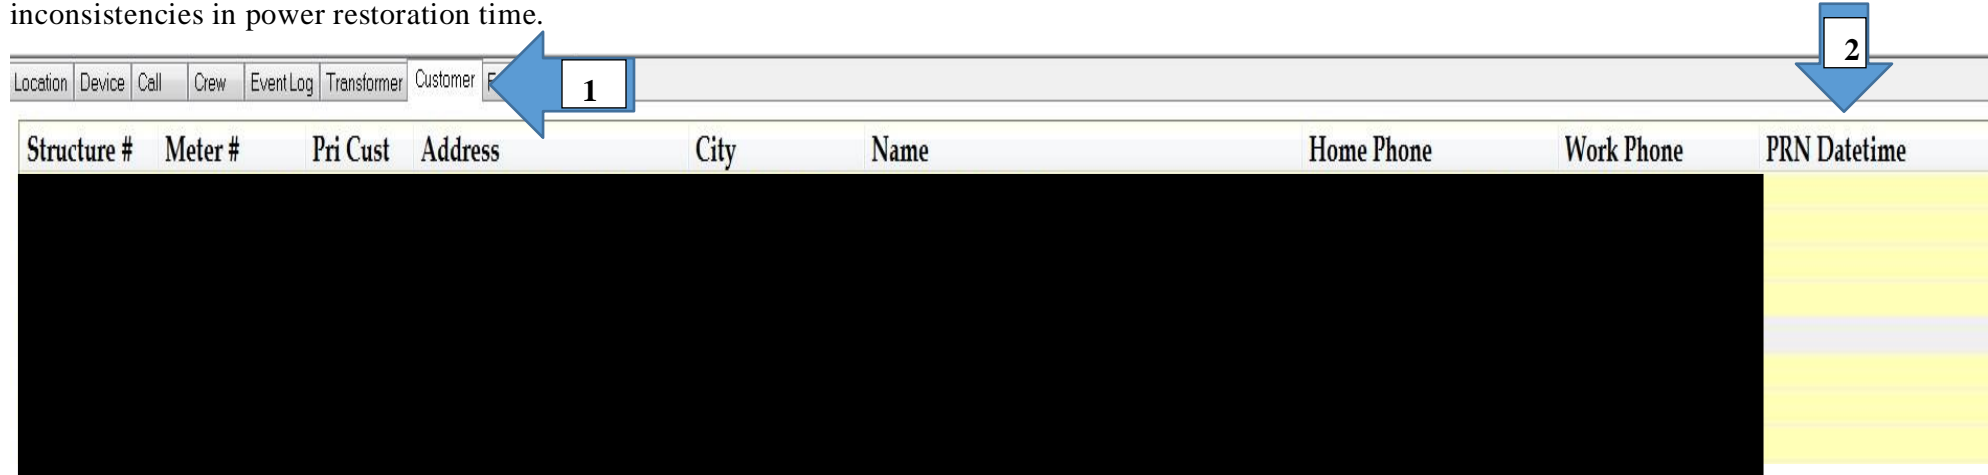 inconsistencies in power restoration time.
2
Location Device Call Crew Event Log Transformer Customer
1
Structure # Meter # Pri Cust Address City Name Home Phone Work Phone PRN Datetime